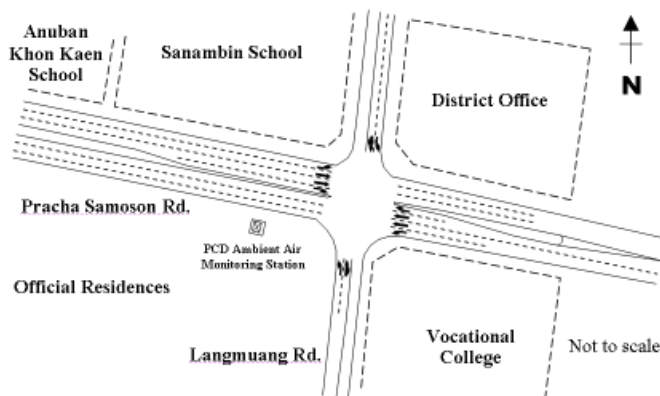 Anuban
Khon Kaen
School
Sanambin School
District Office
N
Pracha Samoson Rd.
PCD Ambient Air
Monitoring Station
Official Residences
Langmuang Rd.
Vocational
College
Not to scale